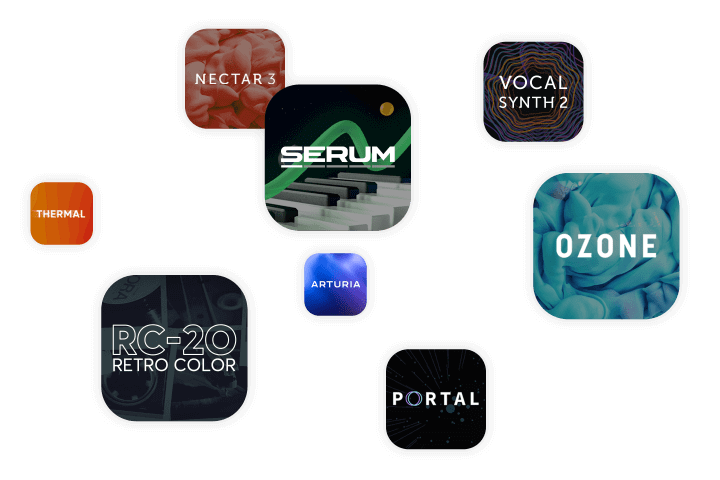 NECTAR 3
VOCAL
SYNTH 2
SERUM
THERMAL
OZONE
ARTURIA
RC-20
RETRO COLOR
PORTAL